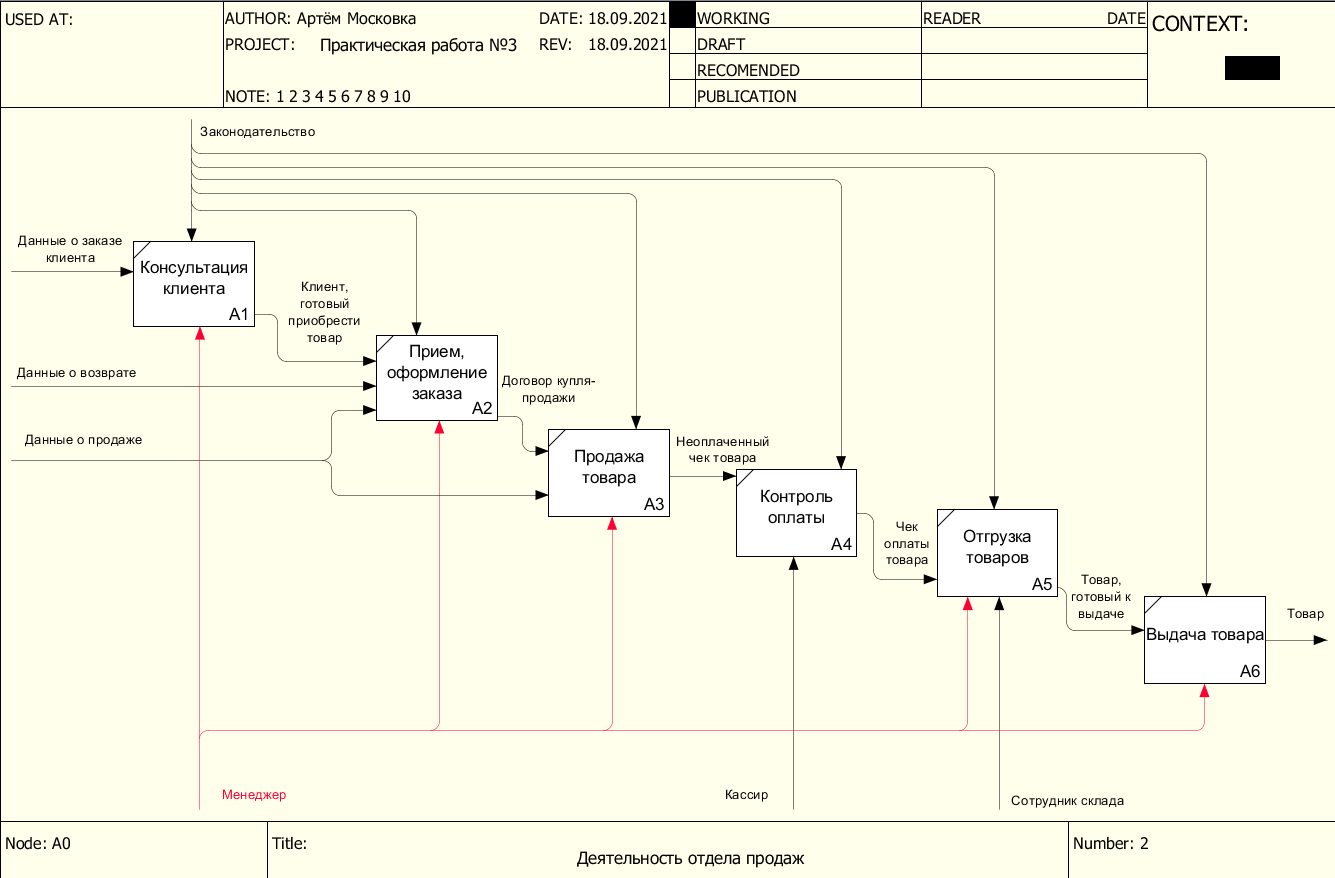 USED AT:
AUTHOR: Артём Московка
DATE: 18.09.2021
PROJECT: Практическая работа №3
REV: 18.09.2021
NOTE: 1 2 3 4 5 6 7 8 9 10
WORKING
DRAFT
RECOMENDED
PUBLICATION
READER
DATE
CONTEXT:
Законодательство
Данные о заказе
клиента
Консультация
клиента
A1
Клиент,
готовый
приобрести
товар
Данные о возврате
Прием,
оформление
заказа
A2
Договор купля-
продажи
Данные о продаже
Продажа
товара
A3
Неоплаченный
чек товара
Контроль
оплаты
A4
Чек
оплаты
товара
Отгрузка
товаров
A5
Товар,
готовый к
выдаче
Выдача товара
A6
Товар
Менеджер
Кассир
Сотрудник склада
Node: A0
Title:
Деятельность отдела продаж
Number: 2